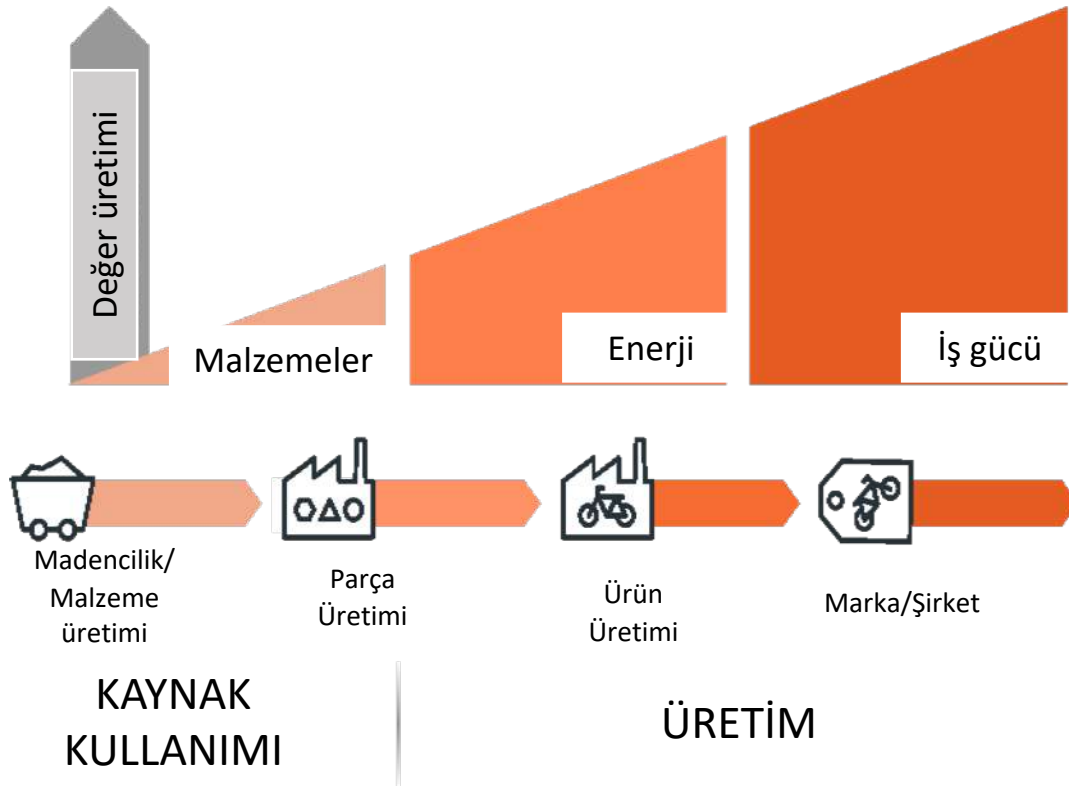 Değer üretimi
Malzemeler
Enerji
İş gücü
Madencilik/
Malzeme
üretimi
Parça
Üretimi
Ürün
Üretimi
Marka/Şirket
KAYNAK
KULLANIMI
ÜRETİM